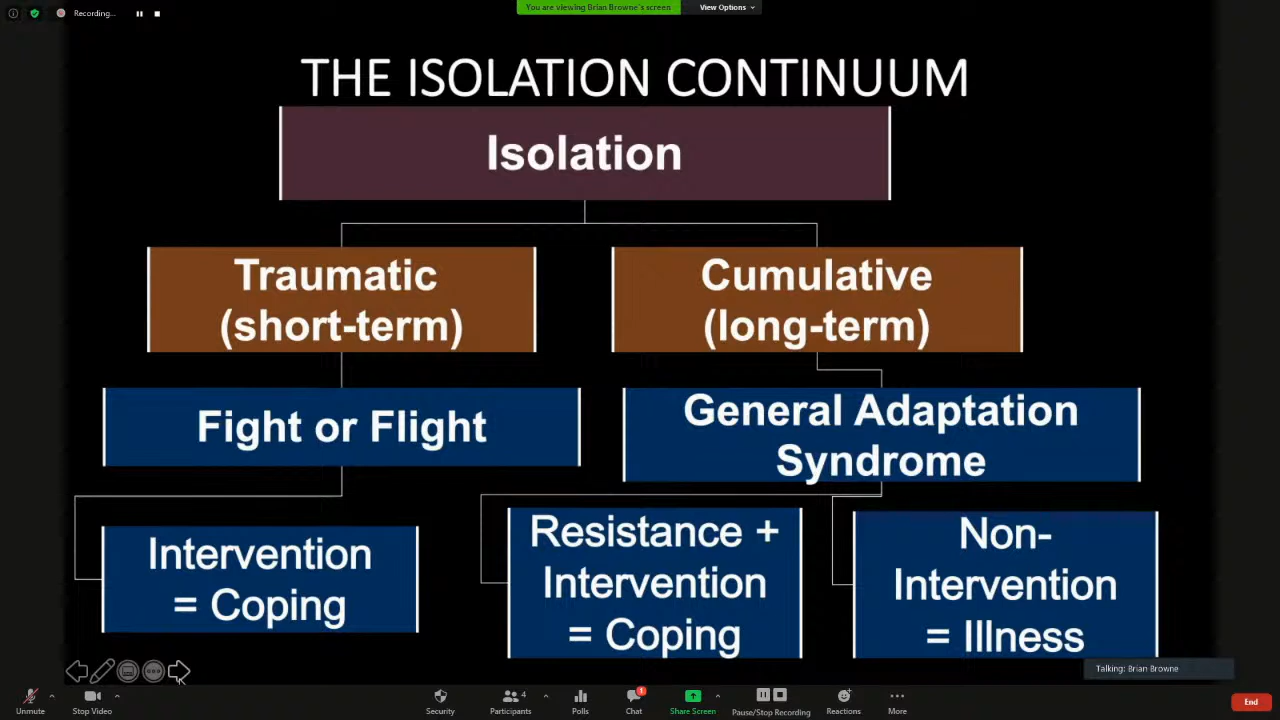 Recording...
You are viewing Brian Browne's screen
View Options
THE ISOLATION CONTINUUM
Isolation
Traumatic
(short-term)
Cumulative
(long-term)
Fight or Flight
General Adaptation
Syndrome
Intervention
= Coping
Resistance +
Intervention
= Coping
Non-
Intervention
= Illness
Talking: Brian Browne
Unmute
Stop Video
Security
Participants
4
Polls
Chat
1
Share Screen
Pause/Stop Recording
Reactions
More
End